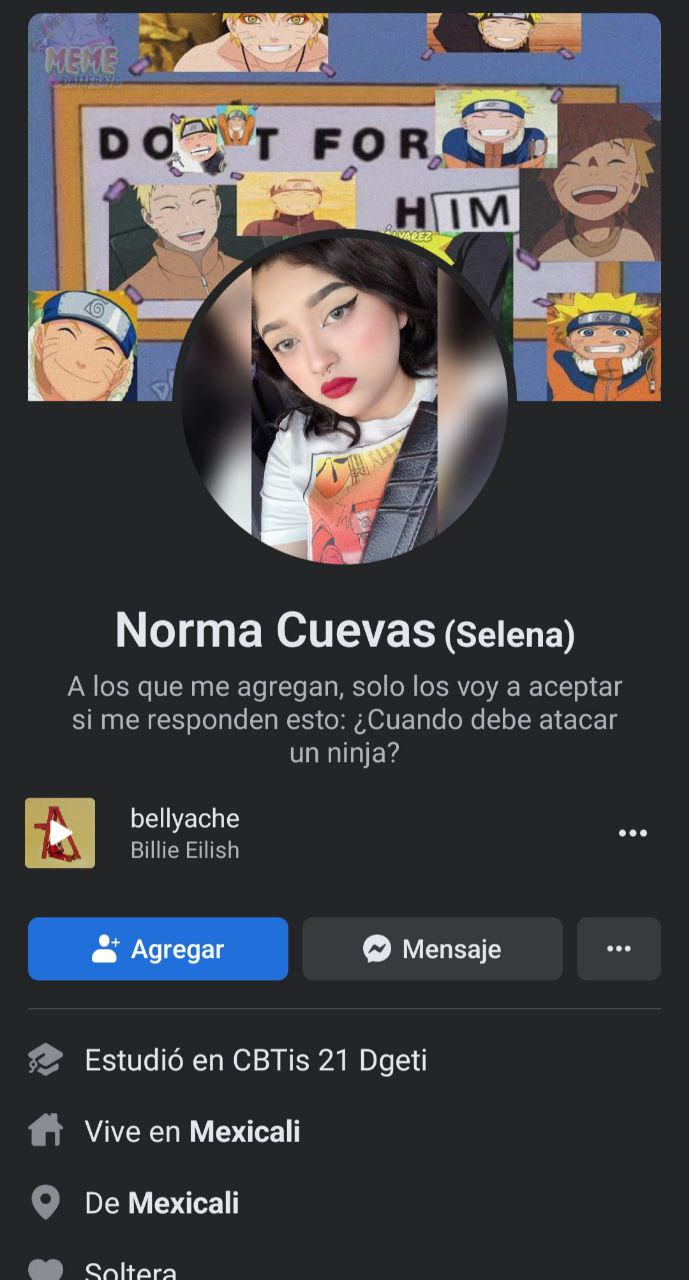 MEME
DATTEBAYO
DO T FOR
HIM
ÁLVAREZ
Norma Cuevas (Selena)
A los que me agregan, solo los voy a aceptar
si me responden esto: ¿Cuando debe atacar
un ninja?
bellyache
Billie Eilish
Agregar
Mensaje
Estudió en CBTis 21 Dgeti
Vive en Mexicali
De Mexicali
Soltera